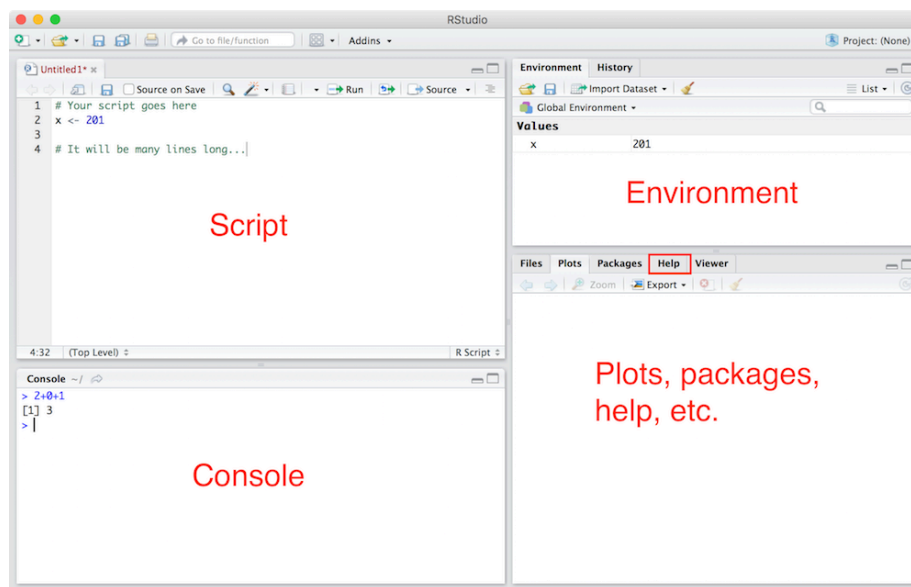 RStudio
Go to file/function
Addins
Project: (None)
Untitled1*
Source on Save
Run
Source
1 # Your script goes here
2 x <- 201
3
4 # It will be many lines long...
Script
4:32 (Top Level)
R Script
Console ~/
> 2+0+1
[1] 3
>
Console
Environment History
Import Dataset
List
Global Environment
Values
x 201
Environment
Files Plots Packages Help Viewer
Zoom Export
Plots, packages,
help, etc.